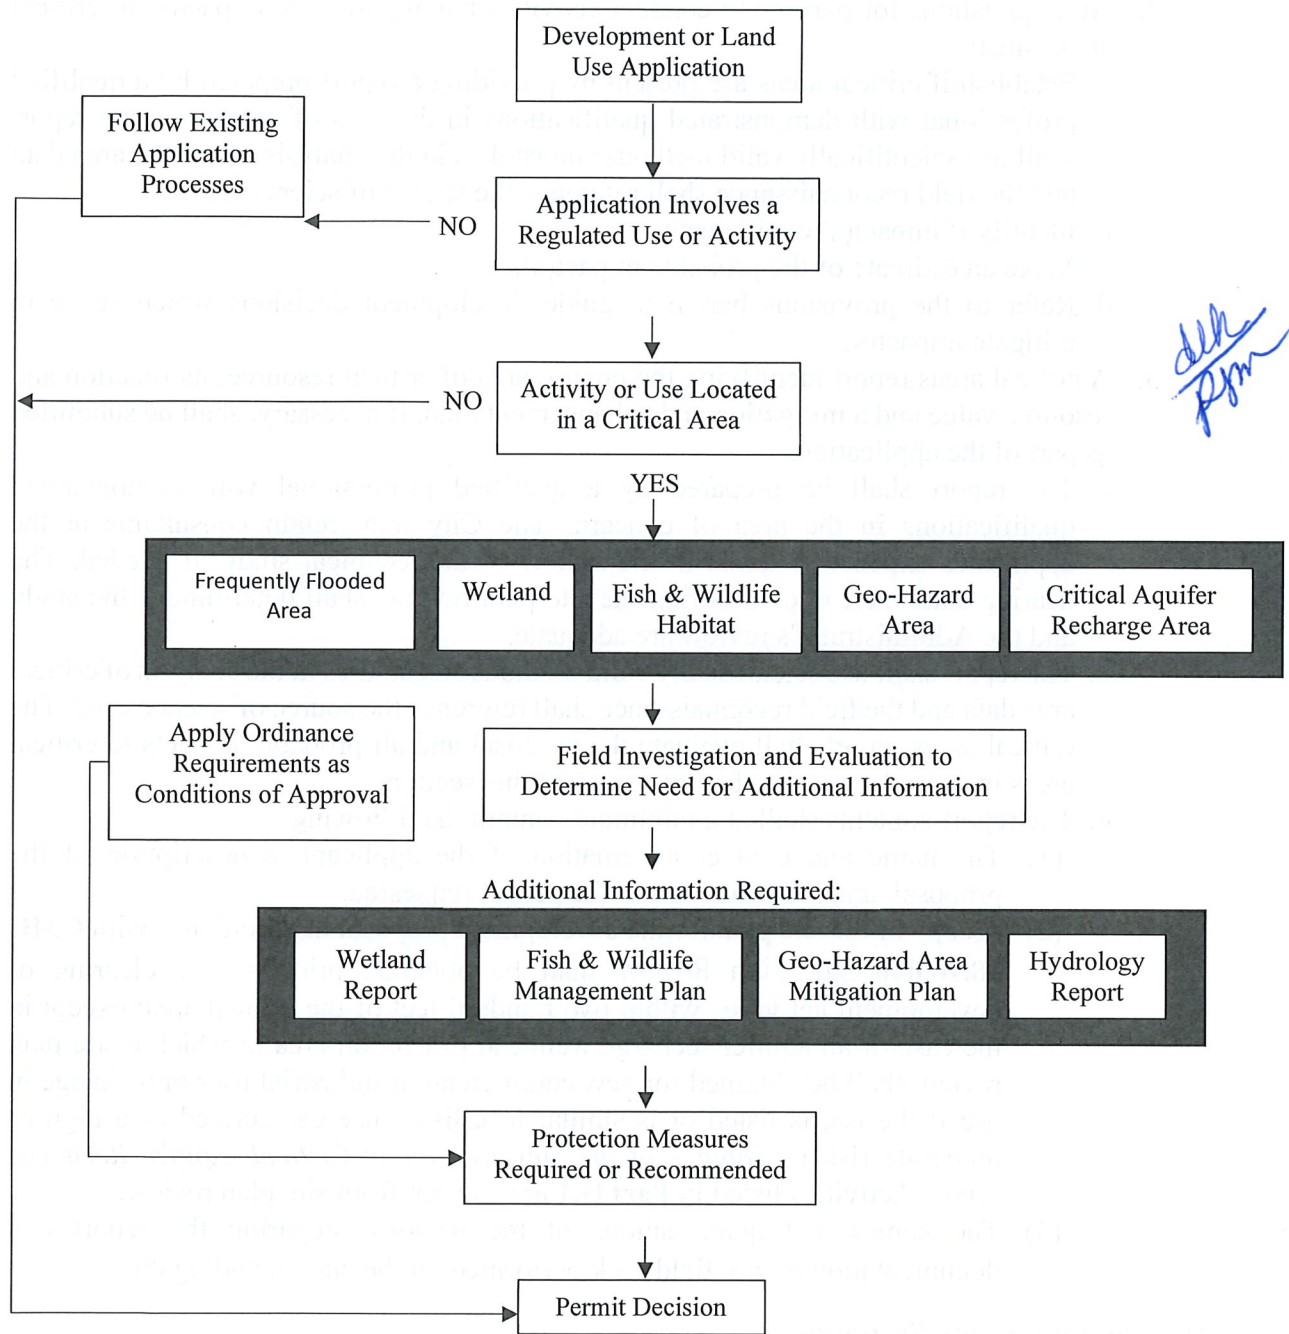 Development or Land
Use Application
Follow Existing
Application
Processes
Application Involves a
Regulated Use or Activity
NO
Activity or Use Located
in a Critical Area
NO
YES
Frequently Flooded
Area
Wetland
Fish & Wildlife
Habitat
Geo-Hazard
Area
Critical Aquifer
Recharge Area
Apply Ordinance
Requirements as
Conditions of Approval
Field Investigation and Evaluation to
Determine Need for Additional Information
Additional Information Required:
Wetland
Report
Fish & Wildlife
Management Plan
Geo-Hazard Area
Mitigation Plan
Hydrology
Report
Protection Measures
Required or Recommended
Permit Decision